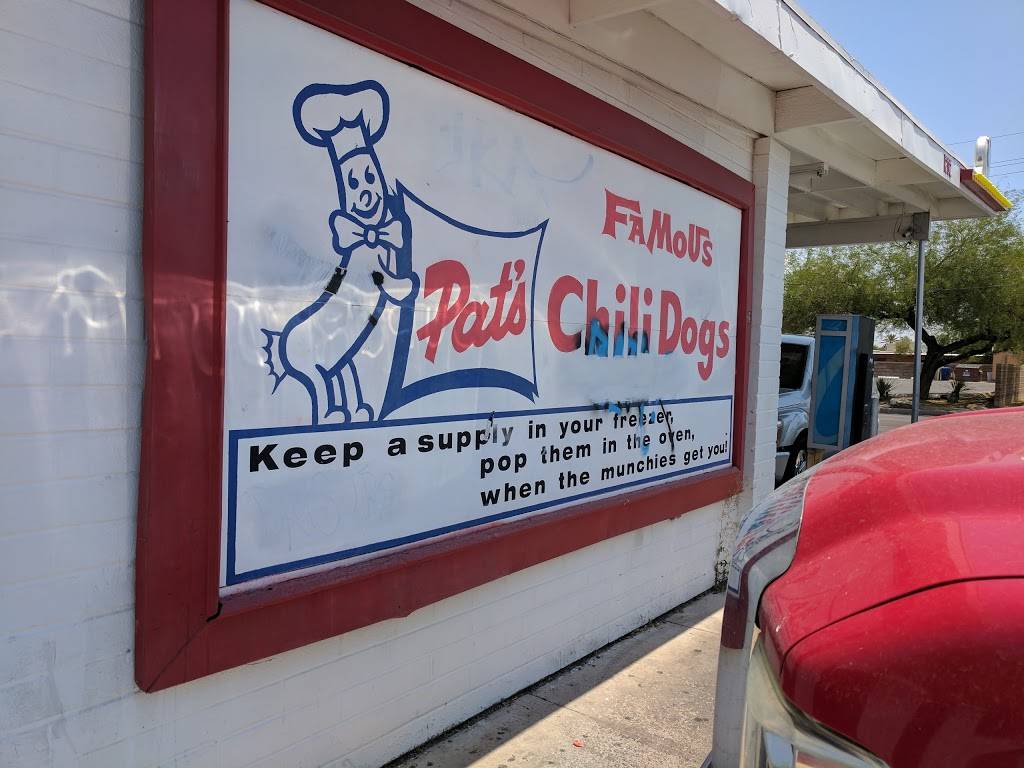 FAMOUS
Pat's
Chili Dogs
Keep a supply in your freezer,
pop them in the oven,
when the munchies get you!